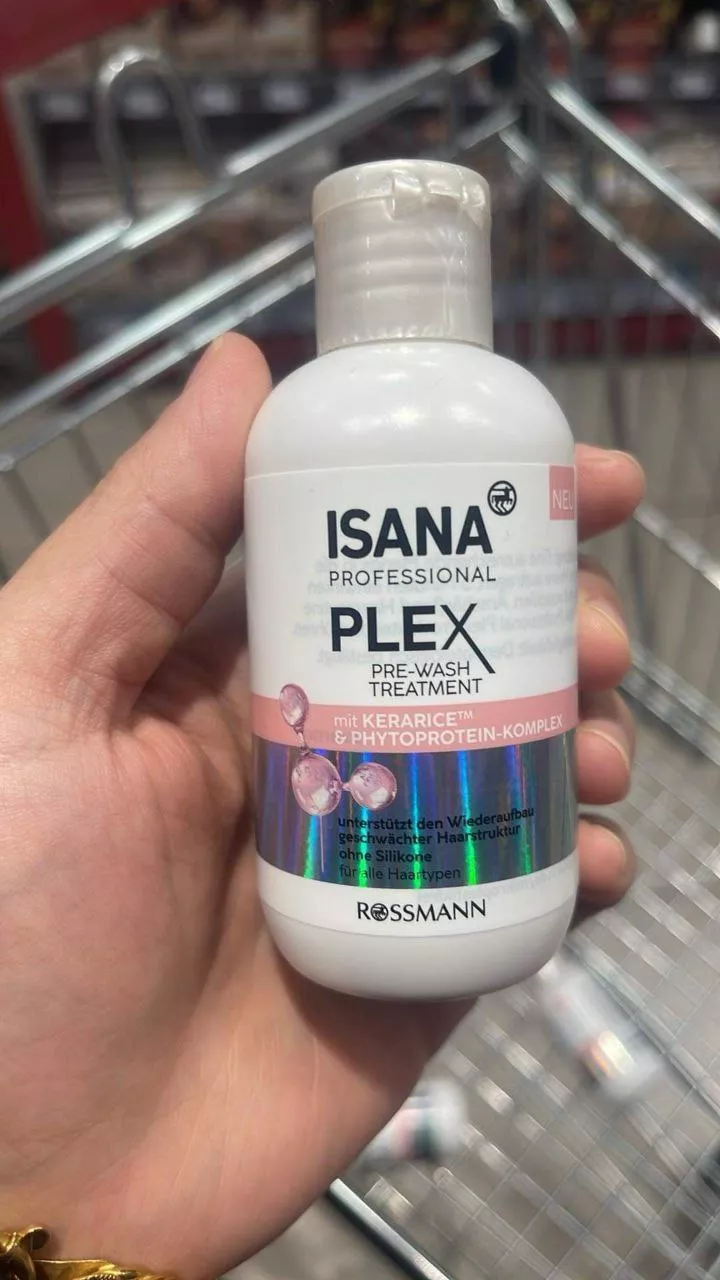 NEU
ISANA
PROFESSIONAL
PLEX
PRE-WASH
TREATMENT
mit KERARICE™
& PHYTOPROTEIN-KOMPLEX
unterstützt den Wiederaufbau
geschwächter Haarstruktur
ohne Silikone
für alle Haartypen
ROSSMANN